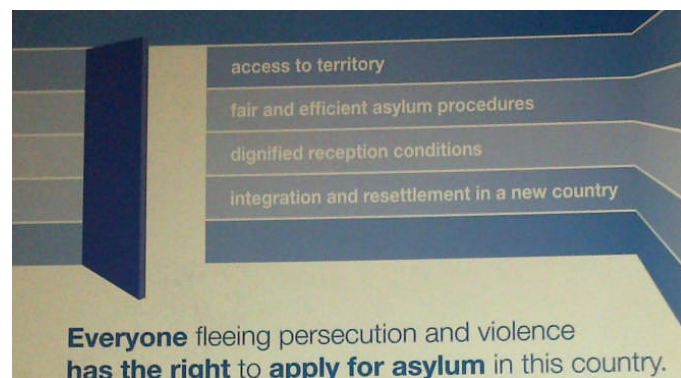 access to territory
fair and efficient asylum procedures
dignified reception conditions
integration and resettlement in a new country
Everyone fleeing persecution and violence
has the right to apply for asylum in this country.